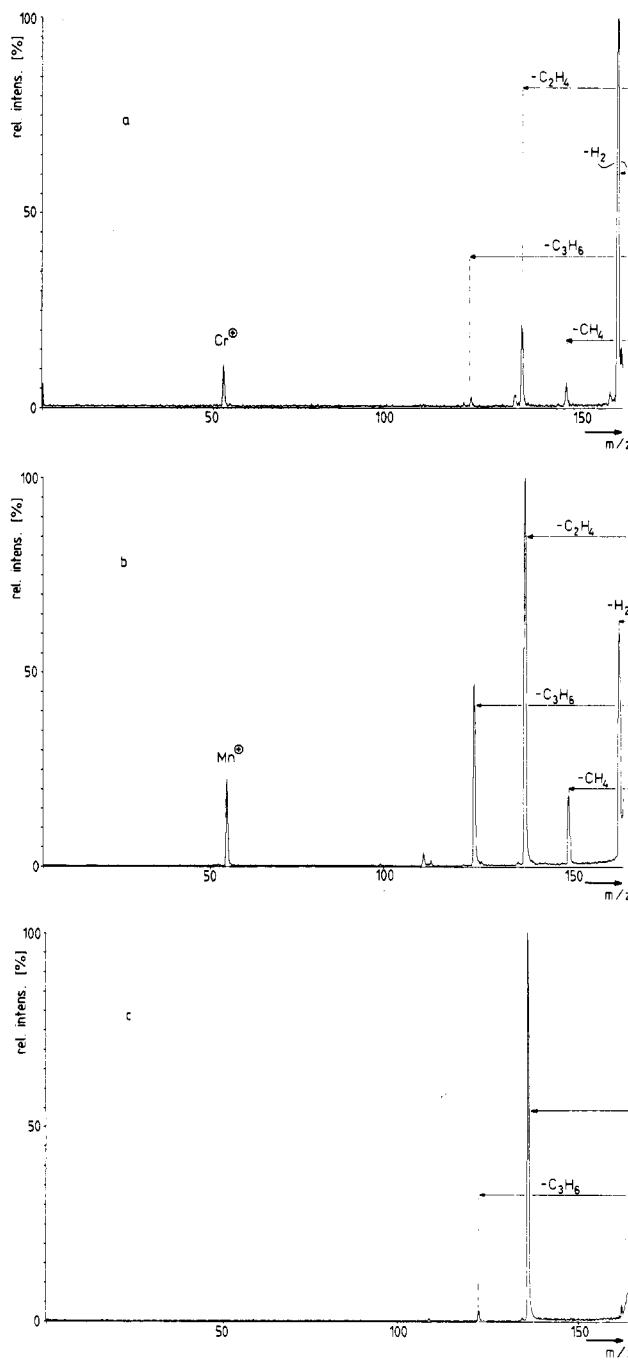 100
rel. intens. [%]
-C₂H₄
a
-H₂
50
-C₃H₆
Cr⊕
-CH₄
0
50
100
150
m/z
100
rel. intens. [%]
-C₂H₄
b
-H₂
50
-C₃H₆
Mn⊕
-CH₄
0
50
100
150
m/z
100
rel. intens. [%]
c
50
-C₃H₆
0
50
100
150
m/z